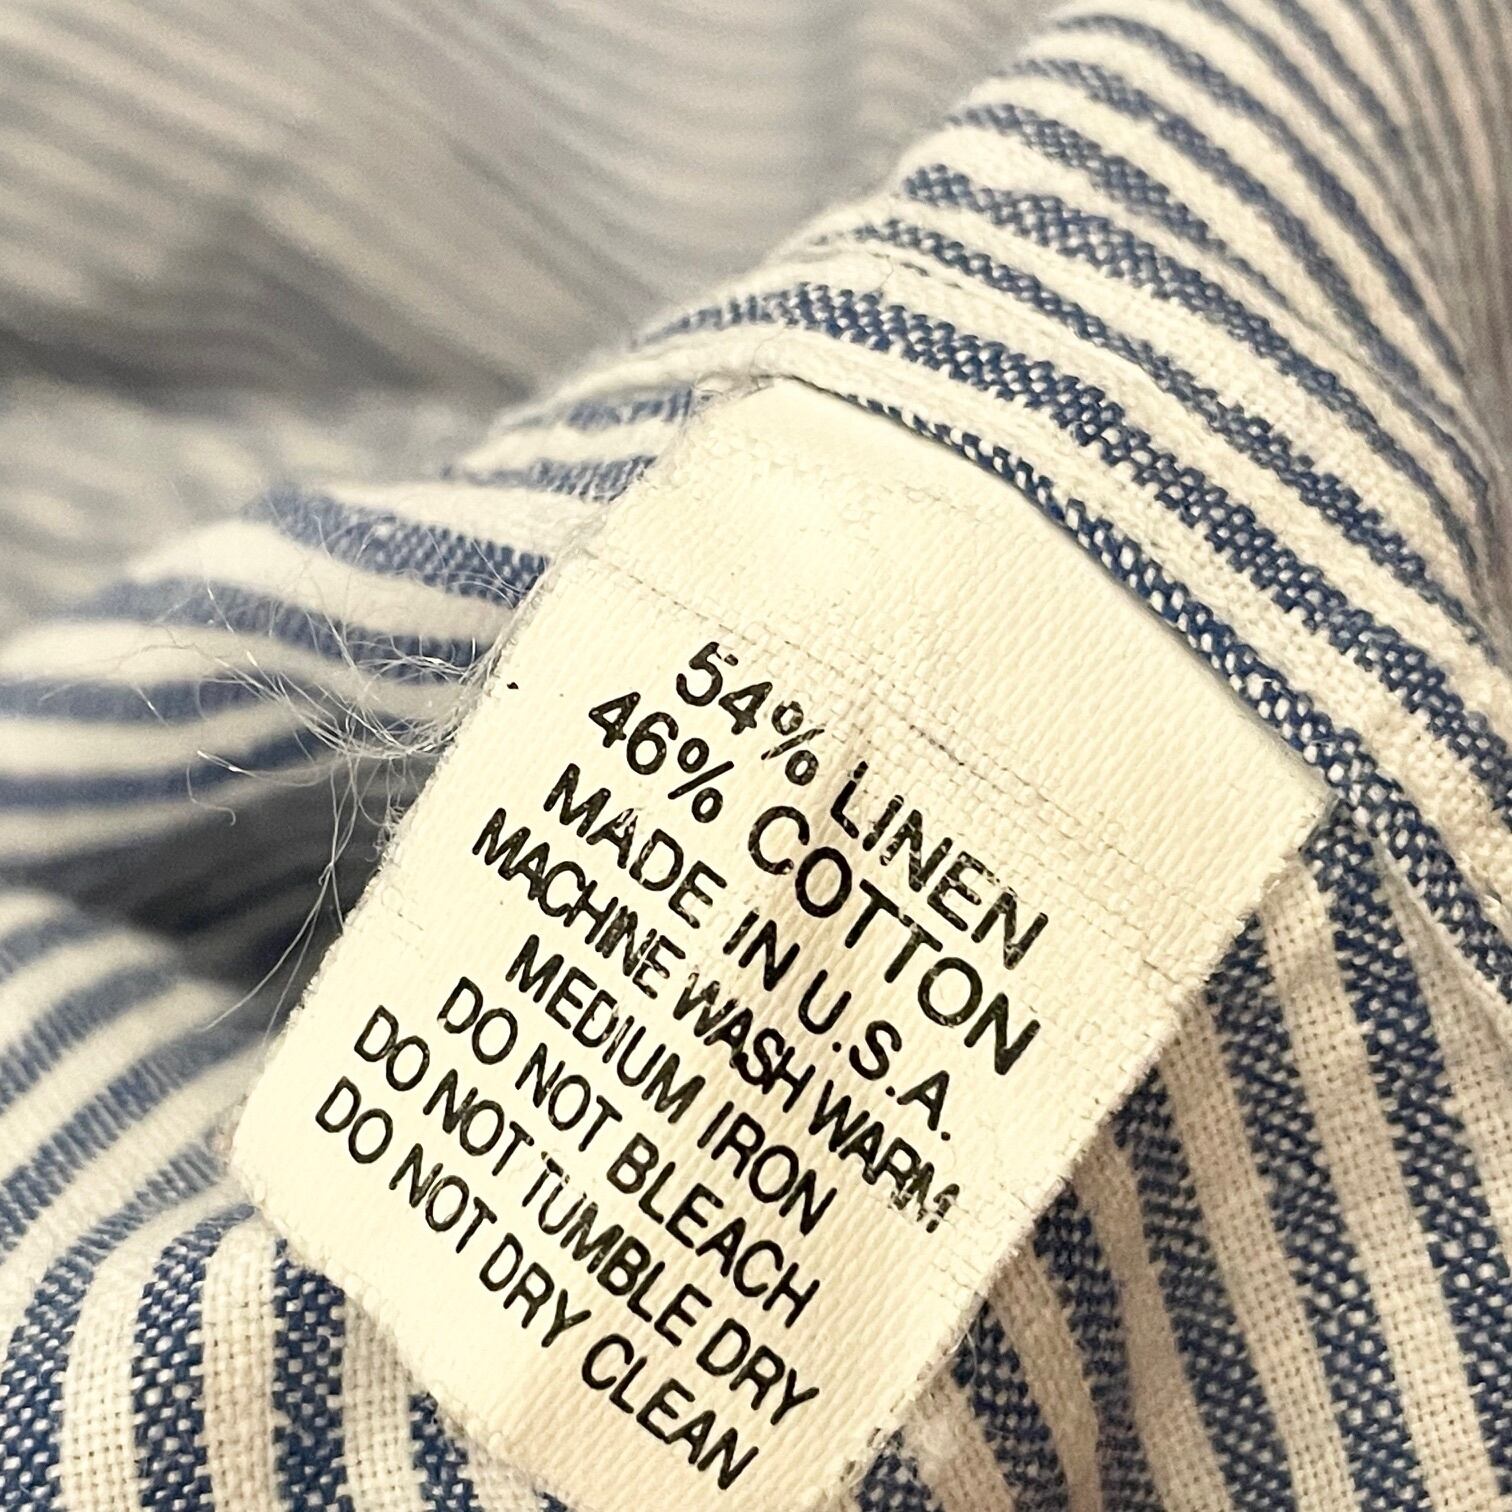 54% LINEN
46% COTTON
MADE IN U.S.A.
MACHINE WASH WARM
MEDIUM IRON
DO NOT BLEACH
DO NOT TUMBLE DRY
DO NOT DRY CLEAN